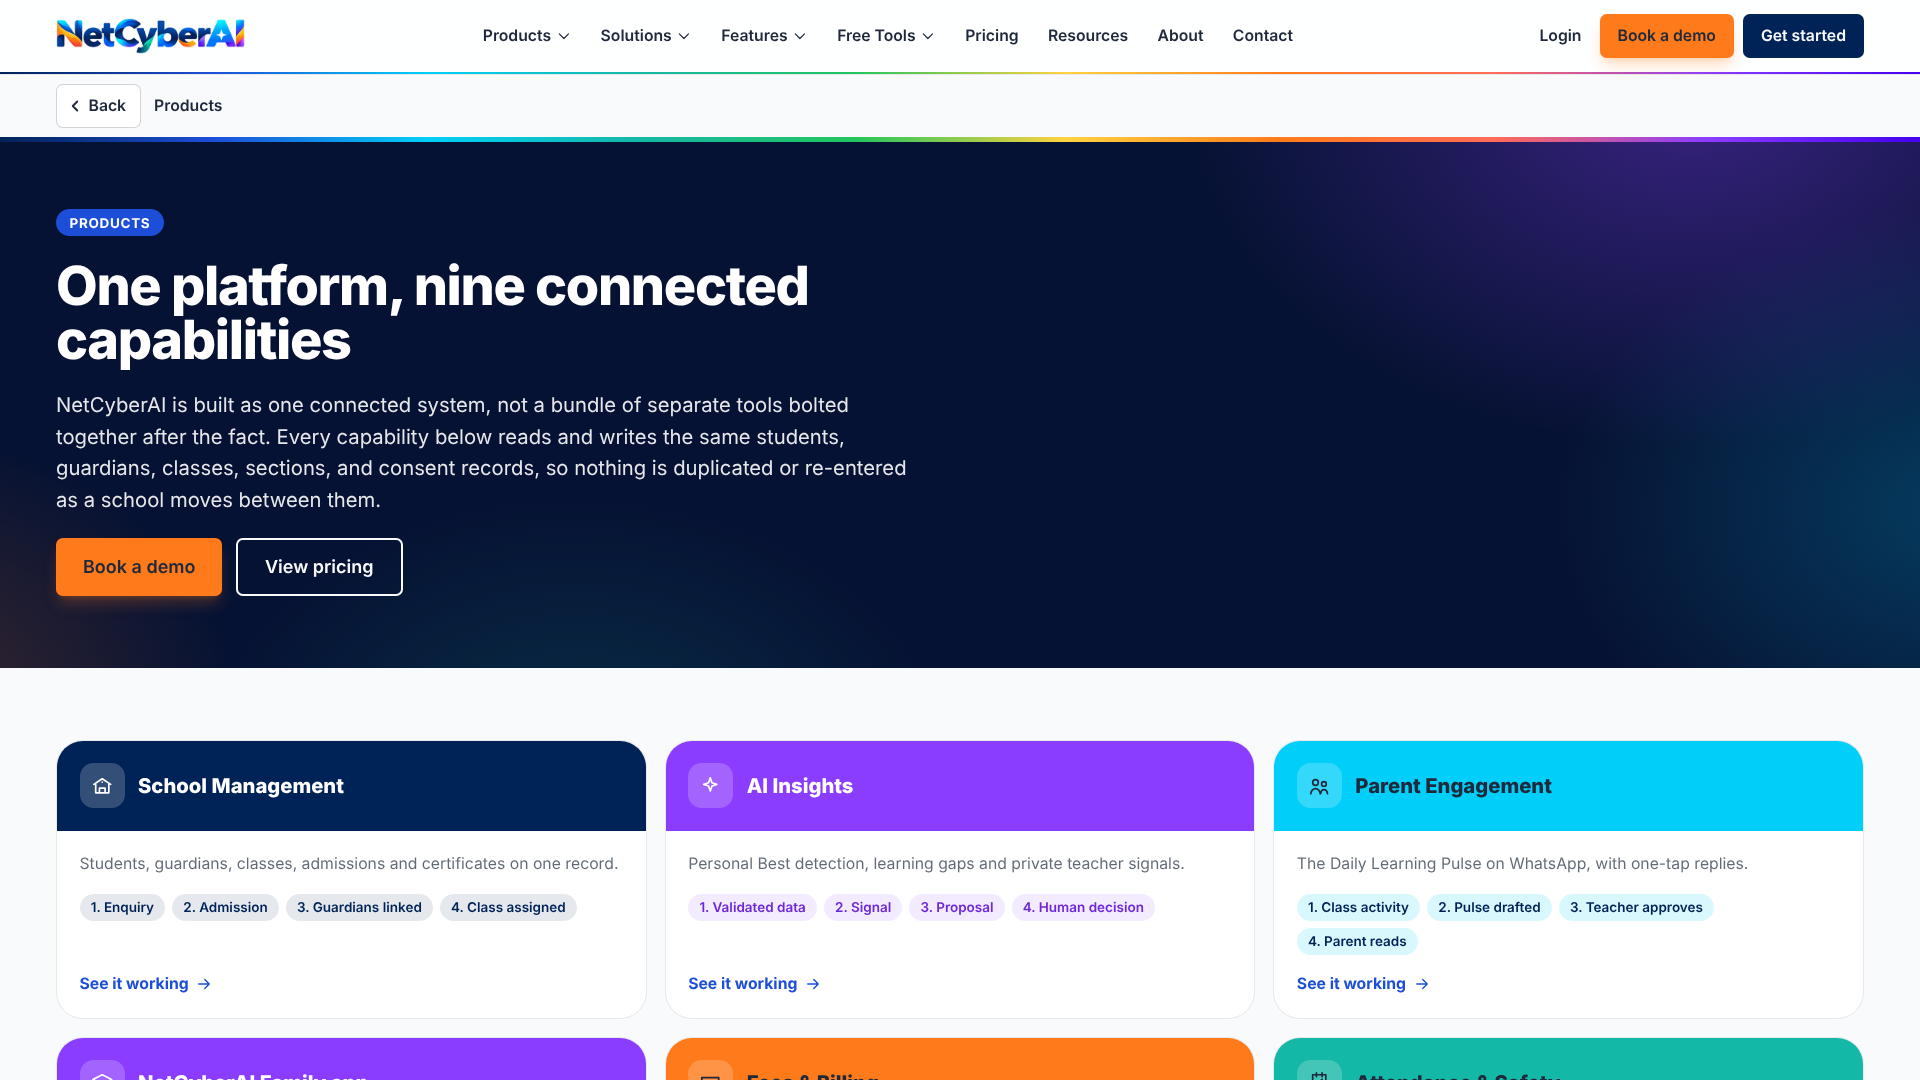 NetCyberAI
Products
Solutions
Features
Free Tools
Pricing
Resources
About
Contact
Login
Book a demo
Get started
Back
Products
PRODUCTS
One platform, nine connected
capabilities
NetCyberAI is built as one connected system, not a bundle of separate tools bolted
together after the fact. Every capability below reads and writes the same students,
guardians, classes, sections, and consent records, so nothing is duplicated or re-entered
as a school moves between them.
Book a demo
View pricing
School Management
Students, guardians, classes, admissions and certificates on one record.
1. Enquiry
2. Admission
3. Guardians linked
4. Class assigned
See it working
AI Insights
Personal Best detection, learning gaps and private teacher signals.
1. Validated data
2. Signal
3. Proposal
4. Human decision
See it working
Parent Engagement
The Daily Learning Pulse on WhatsApp, with one-tap replies.
1. Class activity
2. Pulse drafted
3. Teacher approves
4. Parent reads
See it working
NetCyberAI Family app
Fees & Billing
Attendance & Safety